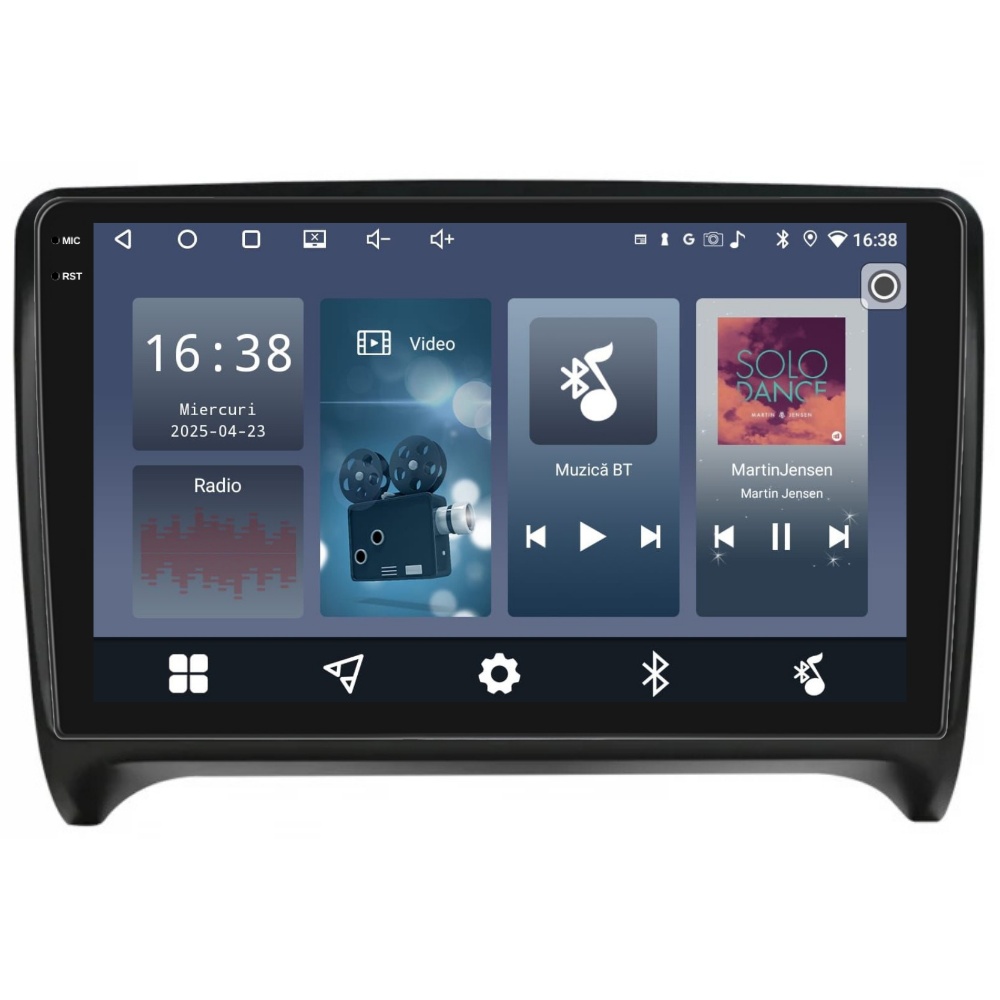 MIC
RST
G
16:38
16:38
Miercuri
2025-04-23
Radio
Video
Muzică BT
SOLO
DANCE
MARTIN JENSEN
MartinJensen
Martin Jensen